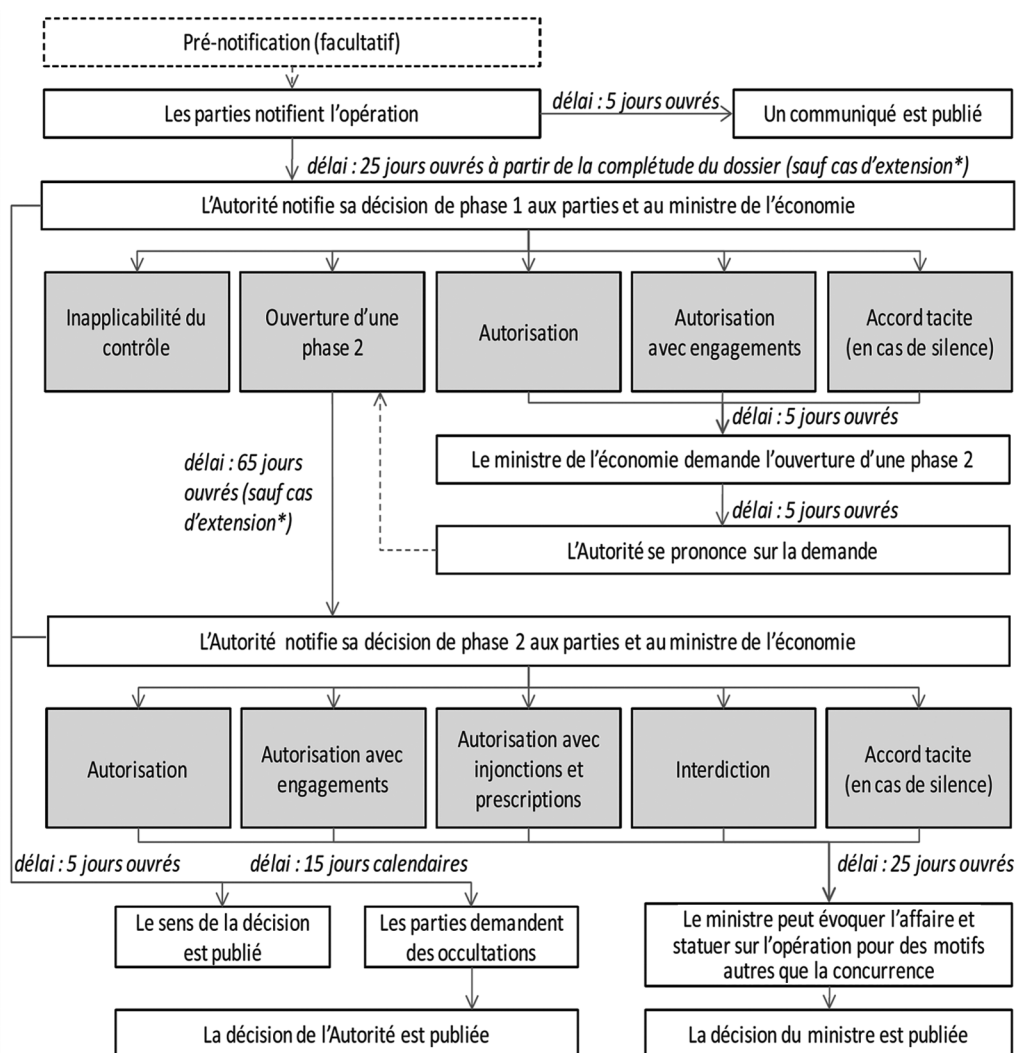 Pré-notification (facultatif)
Les parties notifient l'opération
délai : 5 jours ouvrés
Un communiqué est publié
délai : 25 jours ouvrés à partir de la complétude du dossier (sauf cas d'extension*)
L'Autorité notifie sa décision de phase 1 aux parties et au ministre de l'économie
Inapplicabilité du
contrôle
Ouverture d'une
phase 2
Autorisation
Autorisation
avec engagements
Accord tacite
(en cas de silence)
délai : 5 jours ouvrés
Le ministre de l'économie demande l'ouverture d'une phase 2
délai : 65 jours
ouvrés (sauf cas
d'extension*)
délai : 5 jours ouvrés
L'Autorité se prononce sur la demande
L'Autorité notifie sa décision de phase 2 aux parties et au ministre de l'économie
Autorisation
Autorisation avec
engagements
Autorisation avec
injonctions et
prescriptions
Interdiction
Accord tacite
(en cas de silence)
délai : 5 jours ouvrés
délai : 15 jours calendaires
délai : 25 jours ouvrés
Le sens de la décision
est publié
Les parties demandent
des occultations
Le ministre peut évoquer l'affaire et
statuer sur l'opération pour des motifs
autres que la concurrence
La décision de l'Autorité est publiée
La décision du ministre est publiée